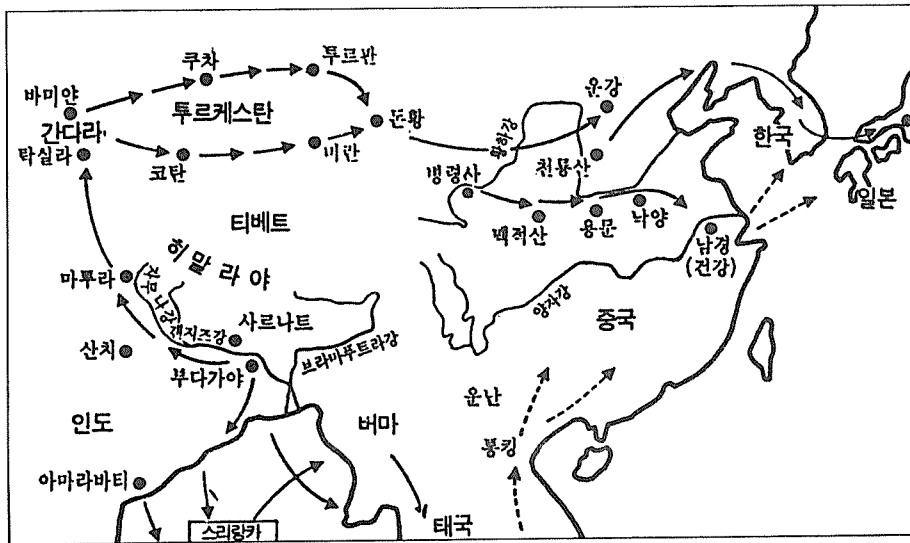 쿠차
투르판
바미얀
투르케스탄
운강
간다라
돈황
한국
탁실라
코탄
미란
황하강
병령사
천룡산
일본
티베트
맥적산
용문
낙양
남경
(건강)
히말라야
마투라
자무나강
갠지즈강
사르나트
양자강
중국
산치
부다가야
브라마푸트라강
운난
인도
버마
통킹
아마라바티
스리랑카
태국